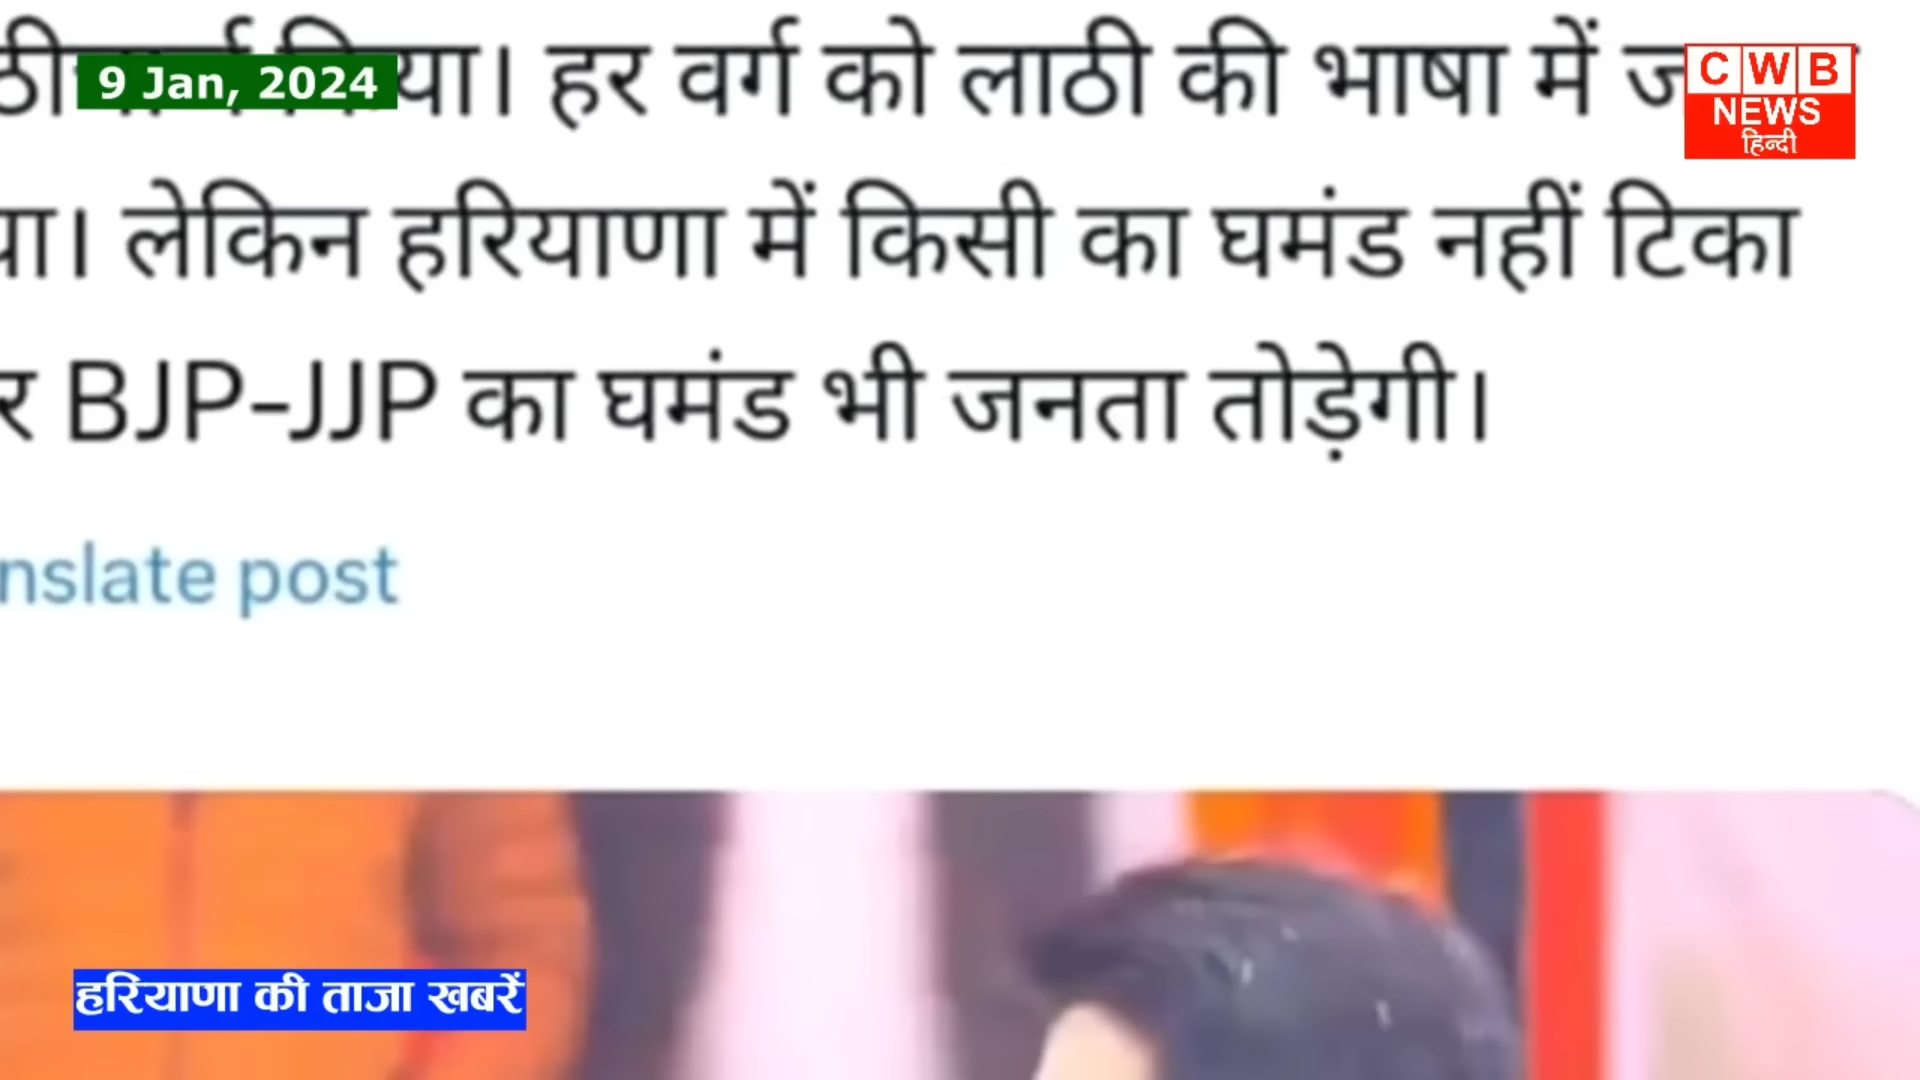 9 Jan, 2024
C W B
NEWS
हिन्दी
हर वर्ग को लाठी की भाषा में
लेकिन हरियाणा में किसी का घमंड नहीं टिका
BJP-JJP का घमंड भी जनता तोड़ेगी।
nslate post
हरियाणा की ताजा खबरें